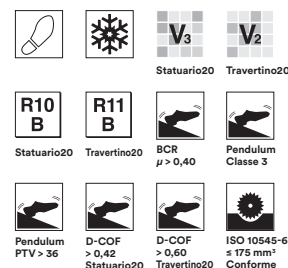 V3
V2
Statuario20
Travertino20
R10
B
R11
B
Statuario20
Travertino20
BCR
μ > 0,40
Pendulum
Classe 3
Pendulum
PTV > 36
D-COF
> 0,42
Statuario20
D-COF
> 0,60
Travertino20
ISO 10545-6
≤ 175 mm³
Conforme